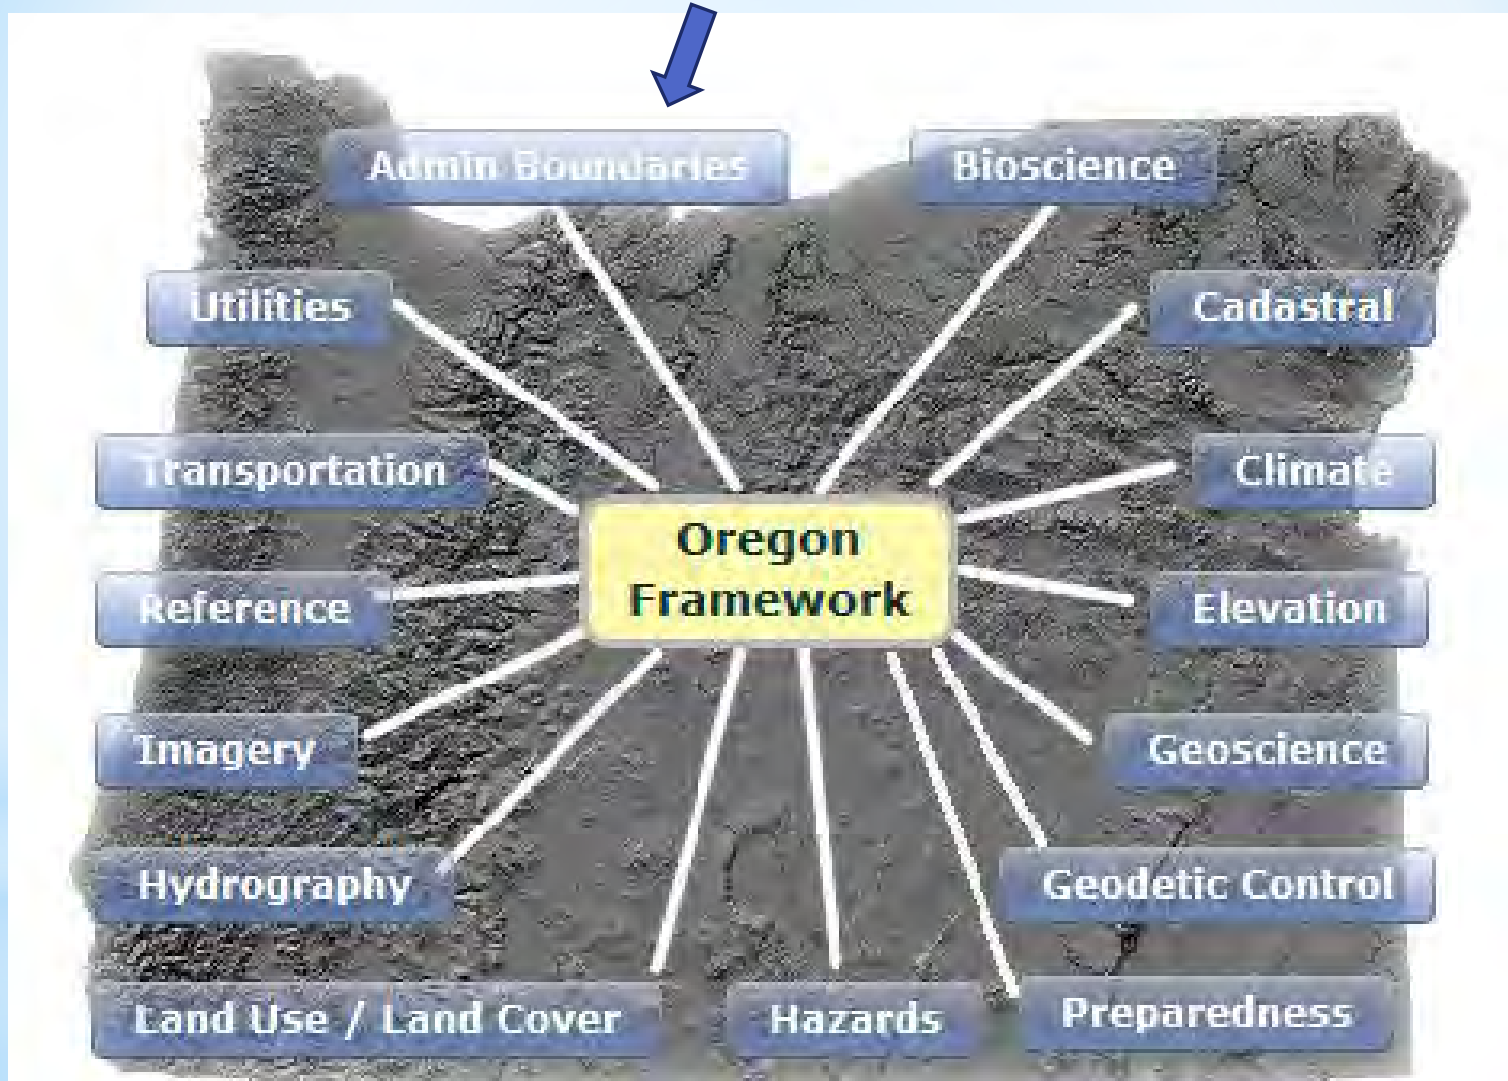 Admin Boundaries
Bioscience
Utilities
Cadastral
Transportation
Climate
Oregon
Framework
Reference
Elevation
Imagery
Geoscience
Hydrography
Geodetic Control
Land Use / Land Cover
Hazards
Preparedness